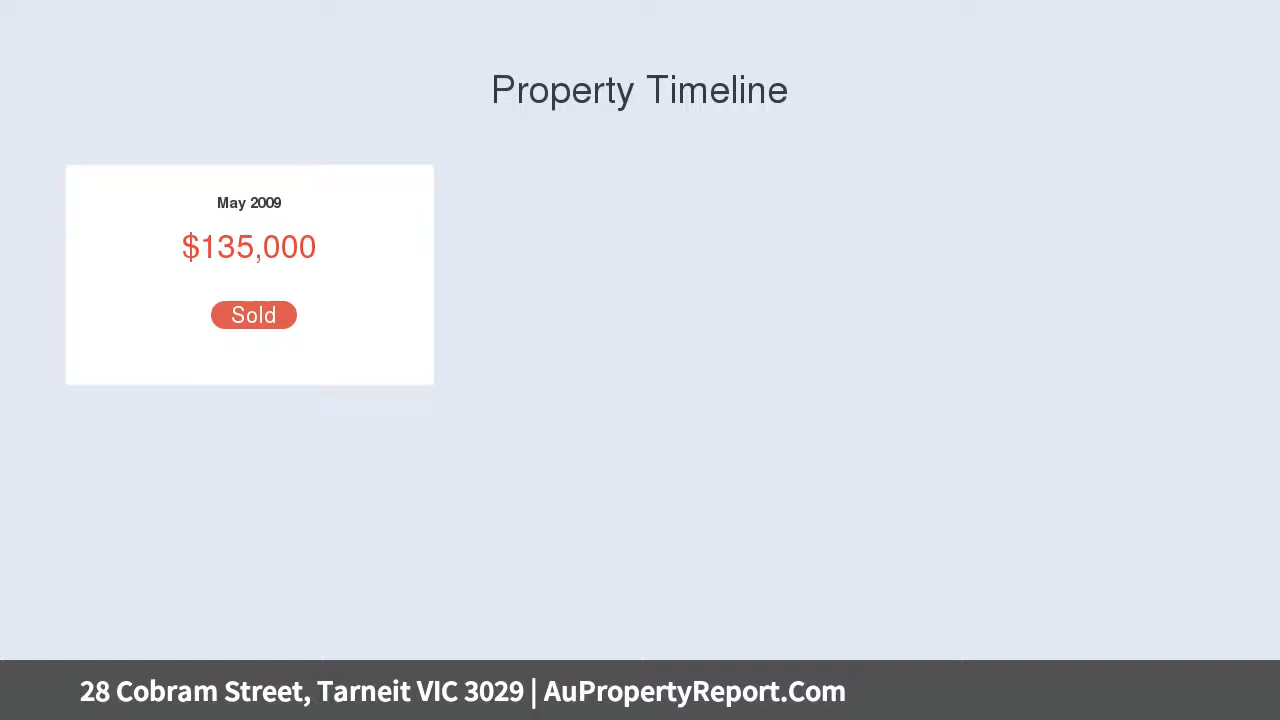 Property Timeline
May 2009
$135,000
Sold
28 Cobram Street, Tarneit VIC 3029 | AuPropertyReport.Com